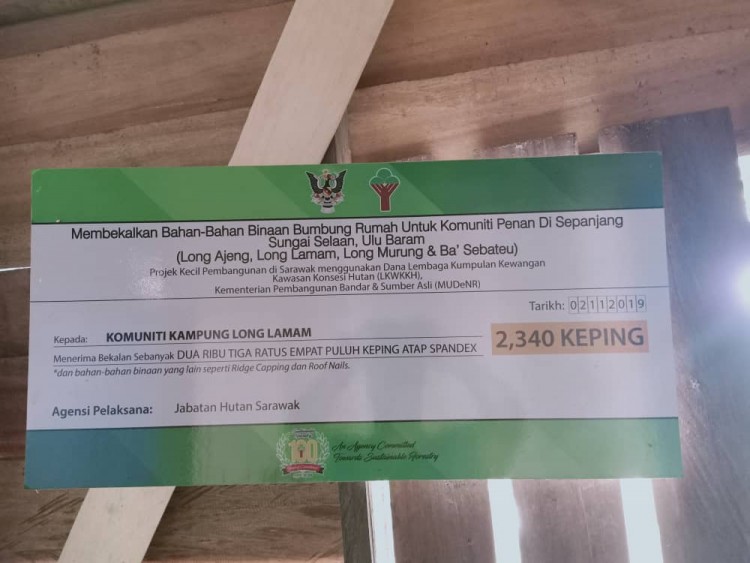 Membekalkan Bahan-Bahan Binaan Bumbung Rumah Untuk Komuniti Penan Di Sepanjang
Sungai Selaan, Ulu Baram
(Long Ajeng, Long Lamam, Long Murung & Ba' Sebateu)
Projek Kecil Pembangunan di Sarawak menggunakan Dana Lembaga Kumpulan Kewangan
Kawasan Konsesi Hutan (LKWKKH),
Kementerian Pembangunan Bandar & Sumber Asli (MUDeNR)
Tarikh: 02112019
Kepada: KOMUNITI KAMPUNG LONG LAMAM
2,340 KEPING
Menerima Bekalan Sebanyak DUA RIBU TIGA RATUS EMPAT PULUH KEPING ATAP SPANDEX
*dan bahan-bahan binaan yang lain seperti Ridge Capping dan Roof Nails.
Agensi Pelaksana: Jabatan Hutan Sarawak
100
An Agency Committed
Towards Sustainable Forestry